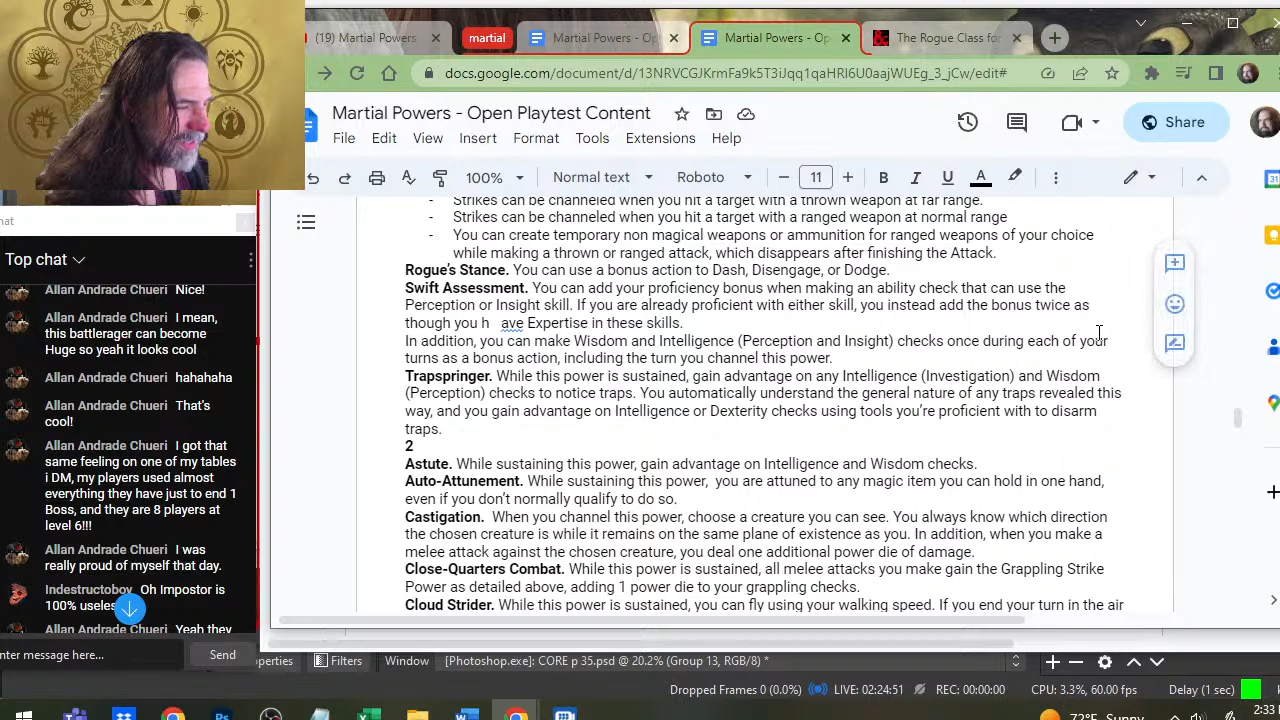 (19) Martial Powers
martial
Martial Powers - Op
Martial Powers - Op
The Rogue Class for
docs.google.com/document/d/13NRVCGJKrmFa9k5T3iJqq1qaHRl6U0aajWUEg_3_jCw/edit#
Martial Powers - Open Playtest Content
File Edit View Insert Format Tools Extensions Help
Share
100% Normal text Roboto 11 B I U A
- Strikes can be channeled when you hit a target with a thrown weapon at far range.
- Strikes can be channeled when you hit a target with a ranged weapon at normal range
- You can create temporary non magical weapons or ammunition for ranged weapons of your choice
while making a thrown or ranged attack, which disappears after finishing the Attack.
Rogue's Stance. You can use a bonus action to Dash, Disengage, or Dodge.
Swift Assessment. You can add your proficiency bonus when making an ability check that can use the
Perception or Insight skill. If you are already proficient with either skill, you instead add the bonus twice as
though you h ave Expertise in these skills.
In addition, you can make Wisdom and Intelligence (Perception and Insight) checks once during each of your
turns as a bonus action, including the turn you channel this power.
Trapspringer. While this power is sustained, gain advantage on any Intelligence (Investigation) and Wisdom
(Perception) checks to notice traps. You automatically understand the general nature of any traps revealed this
way, and you gain advantage on Intelligence or Dexterity checks using tools you're proficient with to disarm
traps.
2
Astute. While sustaining this power, gain advantage on Intelligence and Wisdom checks.
Auto-Attunement. While sustaining this power, you are attuned to any magic item you can hold in one hand,
even if you don't normally qualify to do so.
Castigation. When you channel this power, choose a creature you can see. You always know which direction
the chosen creature is while it remains on the same plane of existence as you. In addition, when you make a
melee attack against the chosen creature, you deal one additional power die of damage.
Close-Quarters Combat. While this power is sustained, all melee attacks you make gain the Grappling Strike
Power as detailed above, adding 1 power die to your grappling checks.
Cloud Strider. While this power is sustained, you can fly using your walking speed. If you end your turn in the air
hat
Top chat
Allan Andrade Chueri Nice!
Allan Andrade Chueri I mean,
this battlerager can become
Huge so yeah it looks cool
Allan Andrade Chueri hahahaha
Allan Andrade Chueri That's
cool!
Allan Andrade Chueri I got that
same feeling on one of my tables
i DM, my players used almost
everything they have just to end 1
Boss, and they are 8 players at
level 6!!!
Allan Andrade Chueri I was
really proud of myself that day.
Indestructoboy Oh Impostor is
100% useles
Allan Andrade Chueri Yeah they
nter message here...
Send
operties Filters Window [Photoshop.exe]: CORE p 35.psd @ 20.2% (Group 13, RGB/8) *
Dropped Frames 0 (0.0%) LIVE: 02:24:51 REC: 00:00:00 CPU: 3.3%, 60.00 fps Delay (1 sec)
72°F Sunny 2:33